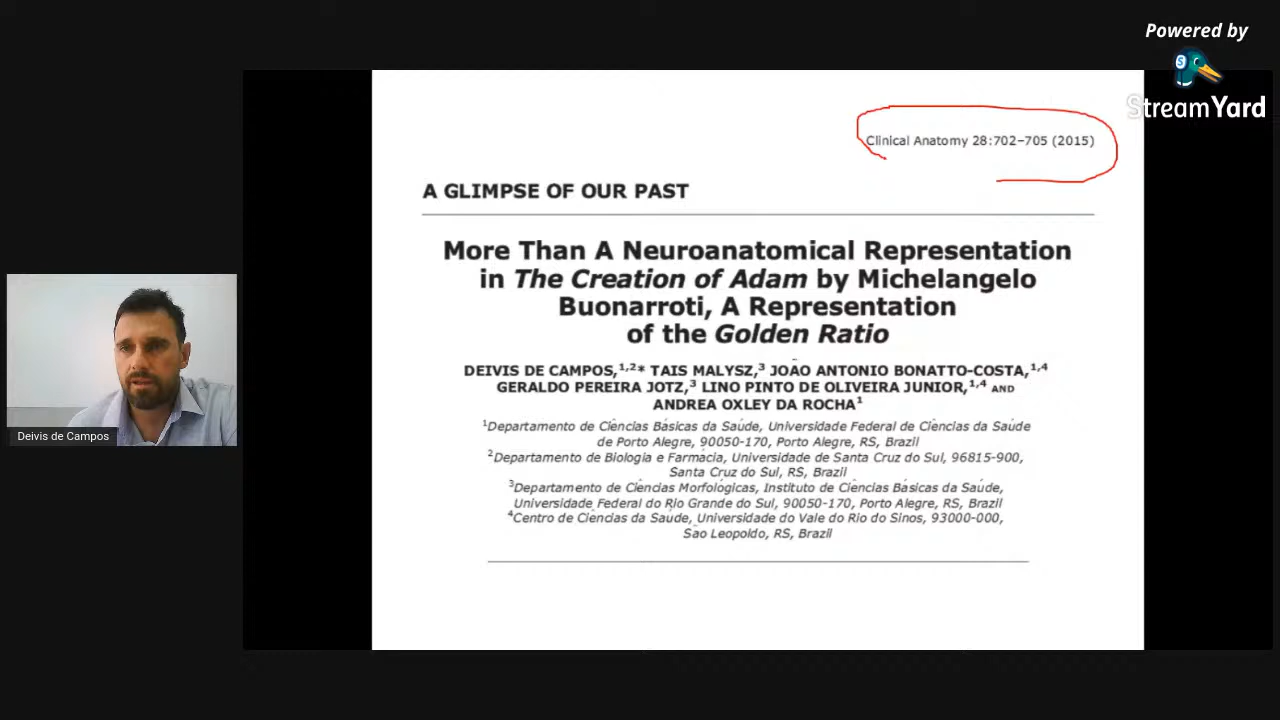 Powered by
StreamYard
Clinical Anatomy 28:702–705 (2015)
A GLIMPSE OF OUR PAST
More Than A Neuroanatomical Representation
in The Creation of Adam by Michelangelo
Buonarroti, A Representation
of the Golden Ratio
DEIVIS DE CAMPOS,1,2* TAIS MALYSZ,3 JOÃO ANTONIO BONATTO-COSTA,1,4
GERALDO PEREIRA JOTZ,3 LINO PINTO DE OLIVEIRA JUNIOR,1,4 AND
ANDREA OXLEY DA ROCHA1
1Departamento de Ciências Básicas da Saúde, Universidade Federal de Ciências da Saúde
de Porto Alegre, 90050-170, Porto Alegre, RS, Brazil
2Departamento de Biologia e Farmácia, Universidade de Santa Cruz do Sul, 96815-900,
Santa Cruz do Sul, RS, Brazil
3Departamento de Ciências Morfológicas, Instituto de Ciências Básicas da Saúde,
Universidade Federal do Rio Grande do Sul, 90050-170, Porto Alegre, RS, Brazil
4Centro de Ciências da Saúde, Universidade do Vale do Rio do Sinos, 93000-000,
São Leopoldo, RS, Brazil
Deivis de Campos